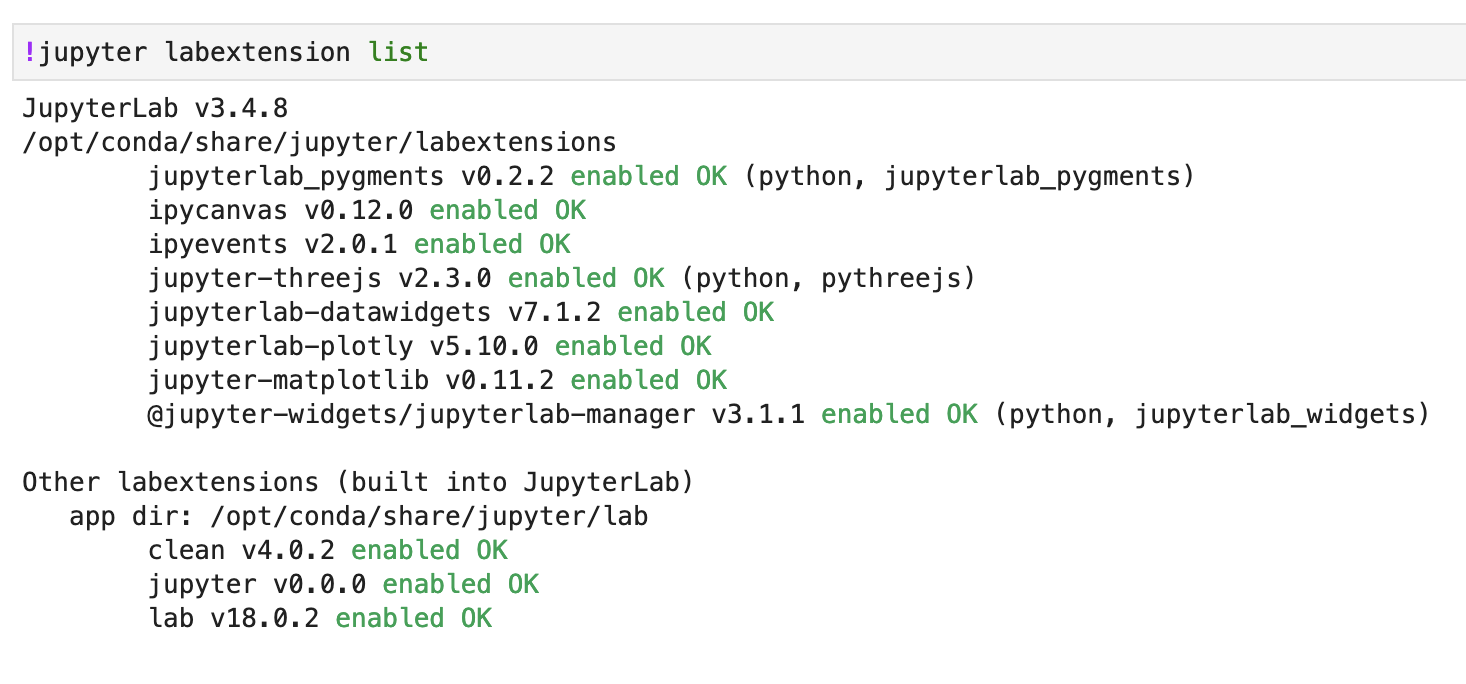 !jupyter labextension list
JupyterLab v3.4.8
/opt/conda/share/jupyter/labextensions
jupyterlab_pygments v0.2.2 enabled OK (python, jupyterlab_pygments)
ipycanvas v0.12.0 enabled OK
ipyevents v2.0.1 enabled OK
jupyter-threejs v2.3.0 enabled OK (python, pythreejs)
jupyterlab-datawidgets v7.1.2 enabled OK
jupyterlab-plotly v5.10.0 enabled OK
jupyter-matplotlib v0.11.2 enabled OK
@jupyter-widgets/jupyterlab-manager v3.1.1 enabled OK (python, jupyterlab_widgets)
Other labextensions (built into JupyterLab)
app dir: /opt/conda/share/jupyter/lab
clean v4.0.2 enabled OK
jupyter v0.0.0 enabled OK
lab v18.0.2 enabled OK